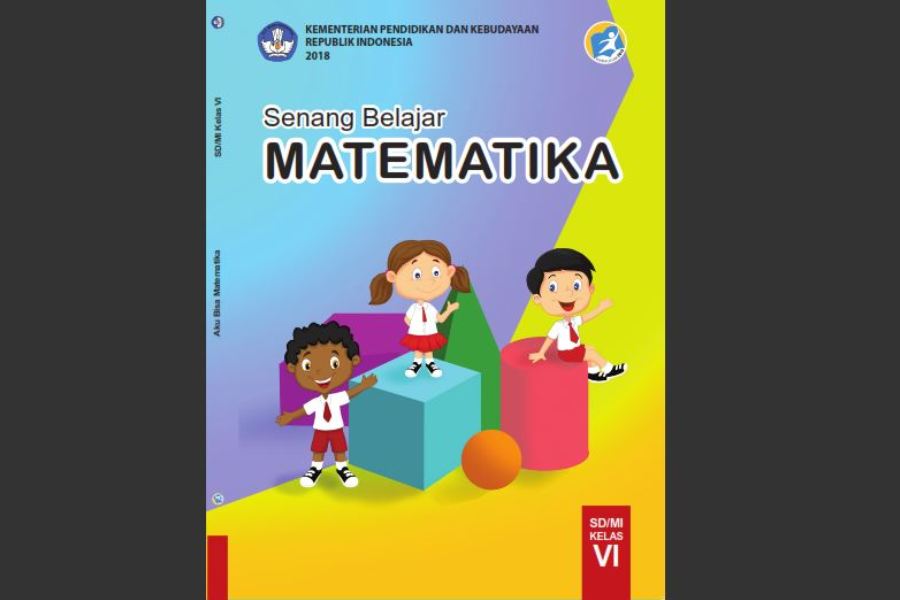 KEMENTERIAN PENDIDIKAN DAN KEBUDAYAAN
REPUBLIK INDONESIA
2018
Senang Belajar
MATEMATIKA
SD/MI Kelas VI
Aku Bisa Matematika
SD/MI
KELAS
VI